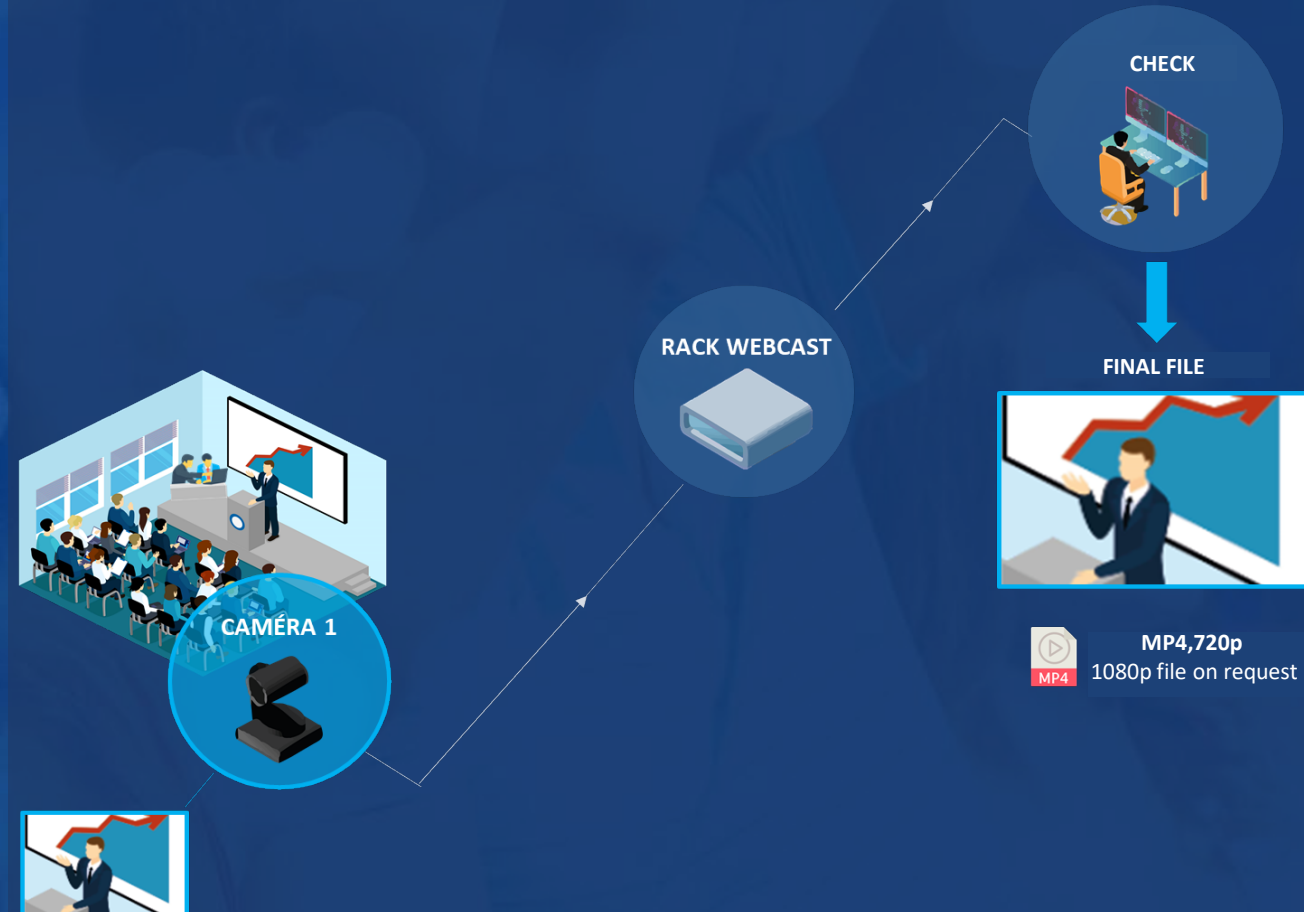 CHECK
RACK WEBCAST
FINAL FILE
CAMÉRA 1
MP4,720p
MP4
1080p file on request